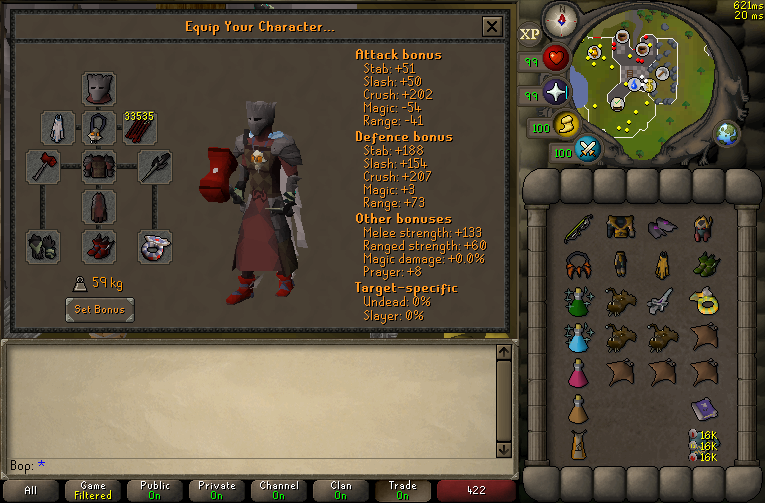 Equip Your Character...
621ms
20 ms
XP
N
99
99
100
100
33535
59 kg
Set Bonus
Attack bonus
Stab: +51
Slash: +50
Crush: +202
Magic: -54
Range: -41
Defence bonus
Stab: +188
Slash: +154
Crush: +207
Magic: +3
Range: +73
Other bonuses
Melee strength: +133
Ranged strength: +60
Magic damage: +0.0%
Prayer: +8
Target-specific
Undead: 0%
Slayer: 0%
16K
16K
16K
Bop: *
All
Game
Filtered
Public
On
Private
On
Channel
On
Clan
On
Trade
On
422